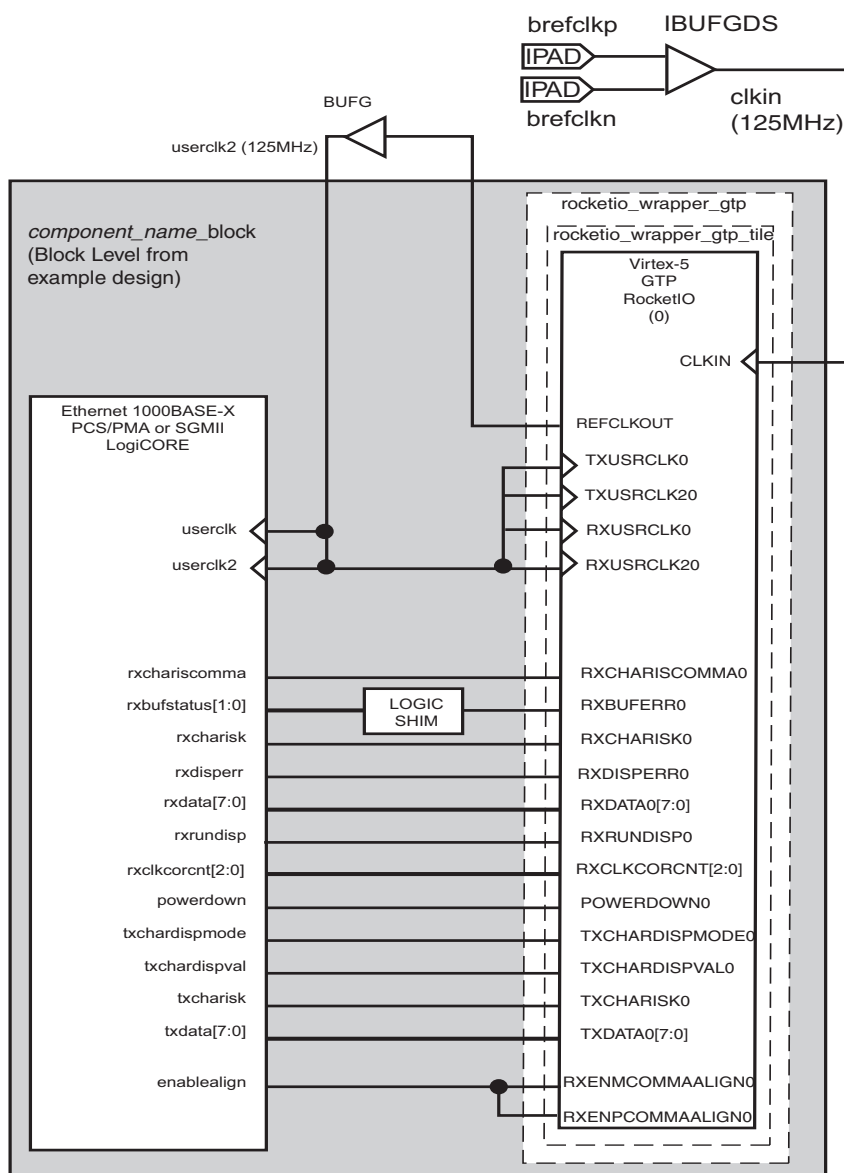 brefclkp
IBUFGDS
IPAD
IPAD
brefclkn
clkin
(125MHz)
BUFG
userclk2 (125MHz)
component_name_block
(Block Level from
example design)
rocketio_wrapper_gtp
rocketio_wrapper_gtp_tile
Virtex-5
GTP
RocketIO
(0)
CLKIN
Ethernet 1000BASE-X
PCS/PMA or SGMII
LogiCORE
REFCLKOUT
TXUSRCLK0
TXUSRCLK20
userclk
RXUSRCLK0
userclk2
RXUSRCLK20
rxchariscomma
RXCHARISCOMMA0
rxbufstatus[1:0]
LOGIC
SHIM
RXBUFERR0
rxcharisk
RXCHARISK0
rxdisperr
RXDISPERR0
rxdata[7:0]
RXDATA0[7:0]
rxrundisp
RXRUNDISP0
rxclkcorcnt[2:0]
RXCLKCORCNT[2:0]
powerdown
POWERDOWN0
txchardispmode
TXCHARDISPMODE0
txchardispval
TXCHARDISPVAL0
txcharisk
TXCHARISK0
txdata[7:0]
TXDATA0[7:0]
enablealign
RXENMCOMMAALIGN0
RXENPCOMMAALIGN0